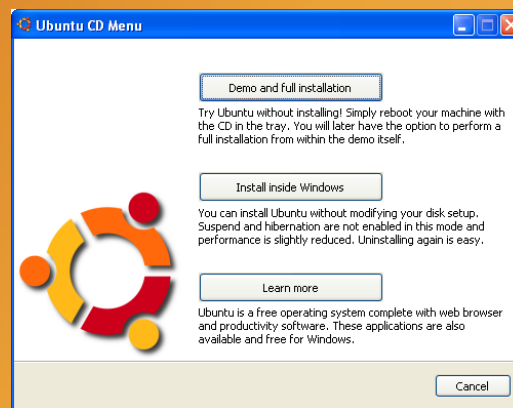 Ubuntu CD Menu
Demo and full installation
Try Ubuntu without installing! Simply reboot your machine with
the CD in the tray. You will later have the option to perform a
full installation from within the demo itself.
Install inside Windows
You can install Ubuntu without modifying your disk setup.
Suspend and hibernation are not enabled in this mode and
performance is slightly reduced. Uninstalling again is easy.
Learn more
Ubuntu is a free operating system complete with web browser
and productivity software. These applications are also
available and free for Windows.
Cancel